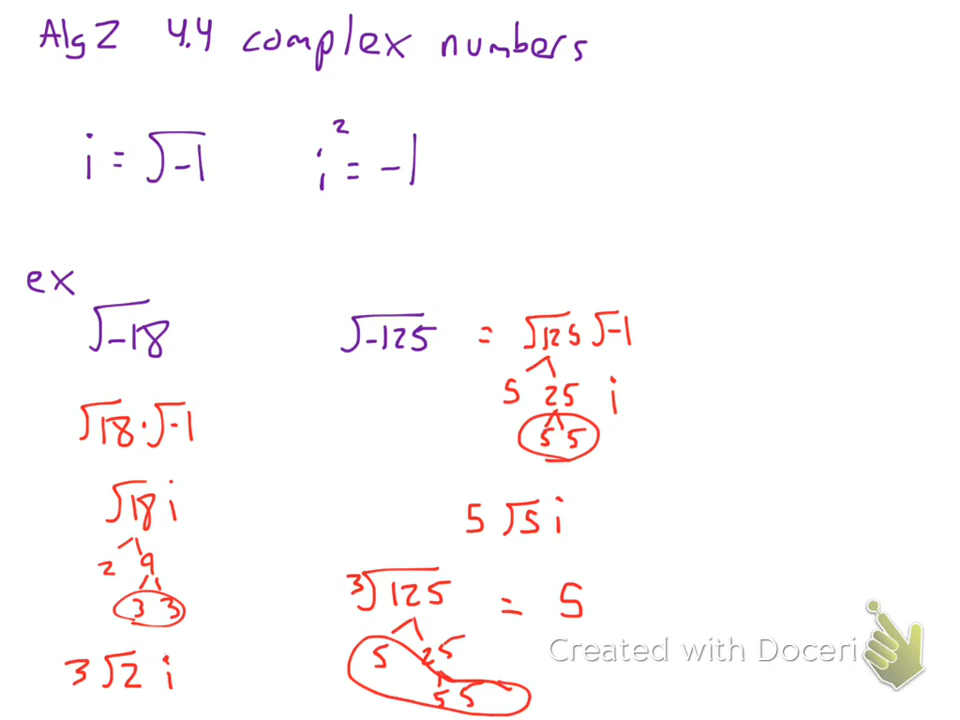 Alg 2 4.4 complex numbers
i = √-1 i² = -1
ex
√-18
√18 · √-1
√18 i
2 9
3 3
3√2 i
√-125 = √125 √-1
5 25 i
5 5
5√5 i
³√125 = 5
5 25
5 5
Created with Doceri